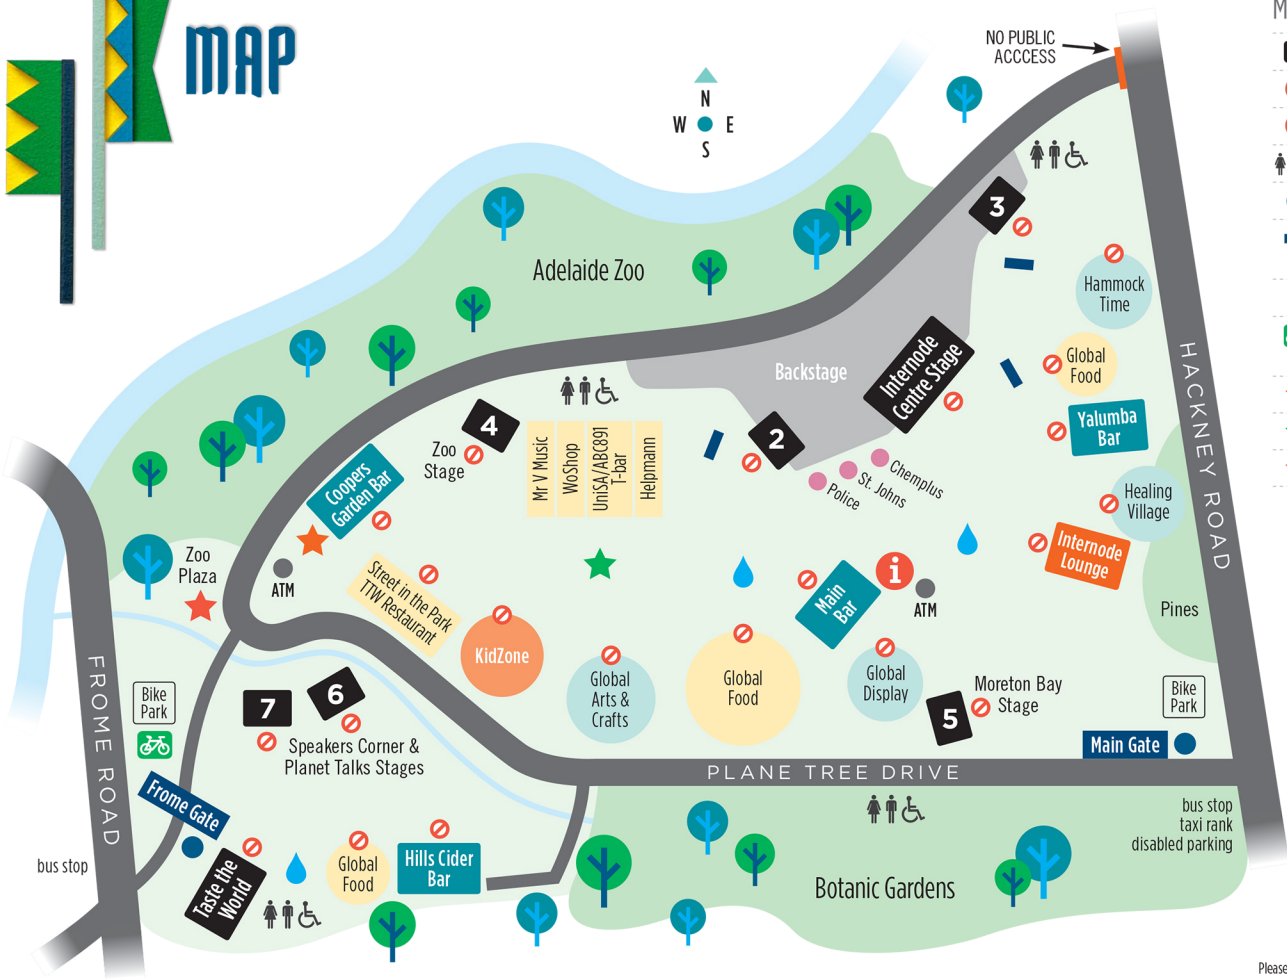 MAP
NO PUBLIC
ACCCESS
M
N
W
E
S
3
Adelaide Zoo
Hammock
Time
HACKNEY ROAD
Backstage
Internode
Centre Stage
Global
Food
4
Zoo
Stage
Mr V Music
WoShop
UniSA/ABC891
T-bar
Helpmann
2
Yalumba
Bar
Chemplus
St. Johns
Police
Coopers
Garden Bar
Healing
Village
Internode
Lounge
Zoo
Plaza
ATM
Street in the Park
TTW Restaurant
i
ATM
Main
Bar
Pines
KidZone
Global
Arts &
Crafts
Global
Food
Global
Display
5
Moreton Bay
Stage
Bike
Park
Main Gate
FROME ROAD
Bike
Park
7
6
Speakers Corner &
Planet Talks Stages
PLANE TREE DRIVE
Frome Gate
bus stop
Taste the
World
Global
Food
Hills Cider
Bar
Botanic Gardens
bus stop
taxi rank
disabled parking
Please